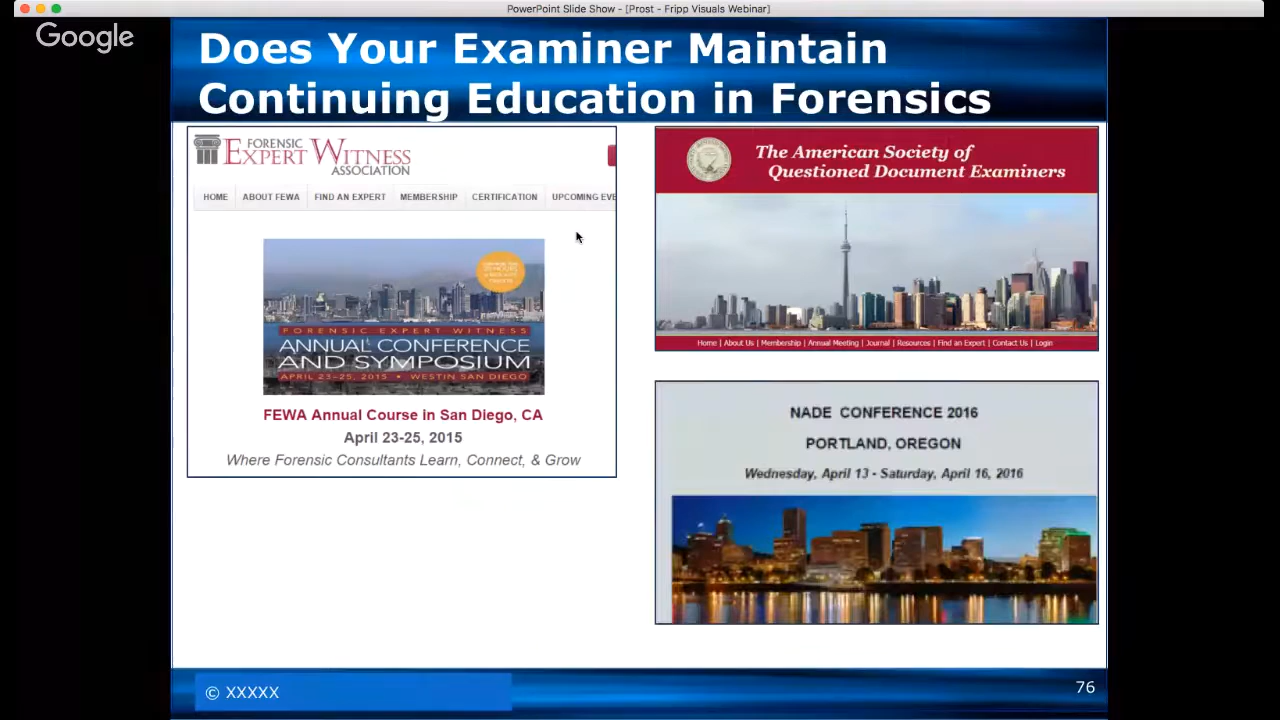 PowerPoint Slide Show - [Prost - Fripp Visuals Webinar]
Google
Does Your Examiner Maintain
Continuing Education in Forensics
FORENSIC
EXPERT WITNESS
ASSOCIATION
HOME ABOUT FEWA FIND AN EXPERT MEMBERSHIP CERTIFICATION UPCOMING EVE
FORENSIC EXPERT WITNESS
ANNUAL CONFERENCE
AND SYMPOSIUM
APRIL 23-25, 2015 • WESTIN SAN DIEGO
FEWA Annual Course in San Diego, CA
April 23-25, 2015
Where Forensic Consultants Learn, Connect, & Grow
The American Society of
Questioned Document Examiners
Home | About Us | Membership | Annual Meeting | Journal | Resources | Find an Expert | Contact Us | Login
NADE CONFERENCE 2016
PORTLAND, OREGON
Wednesday, April 13 - Saturday, April 16, 2016
© XXXXX
76